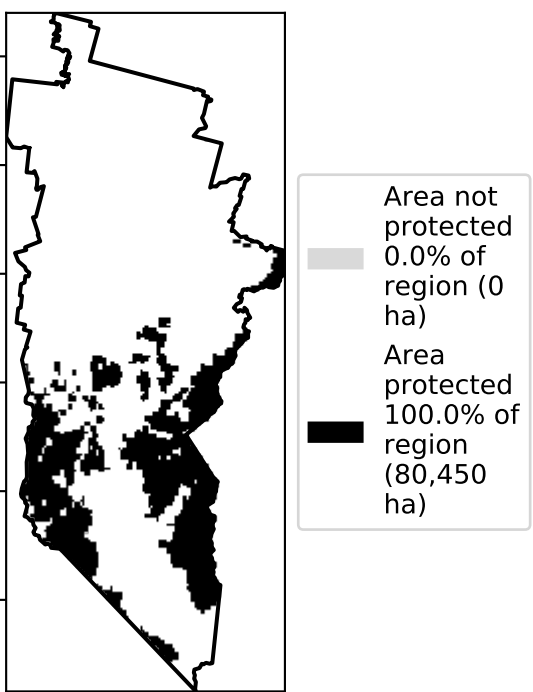 Area not
protected
0.0% of
region (0
ha)
Area
protected
100.0% of
region
(80,450
ha)